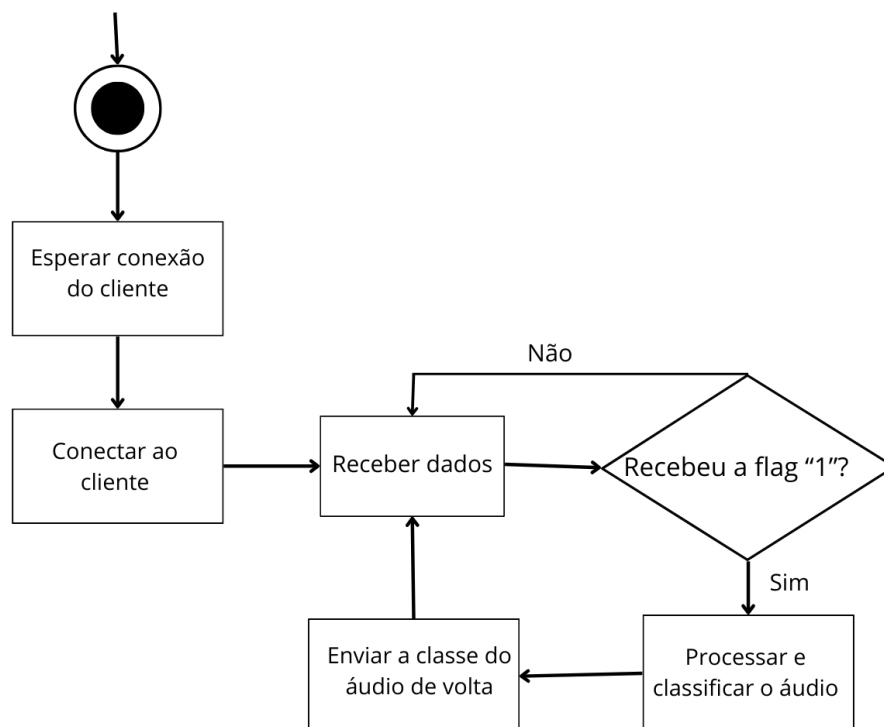 Esperar conexão
do cliente
Conectar ao
cliente
Não
Receber dados
Recebeu a flag “1”?
Sim
Enviar a classe do
áudio de volta
Processar e
classificar o áudio